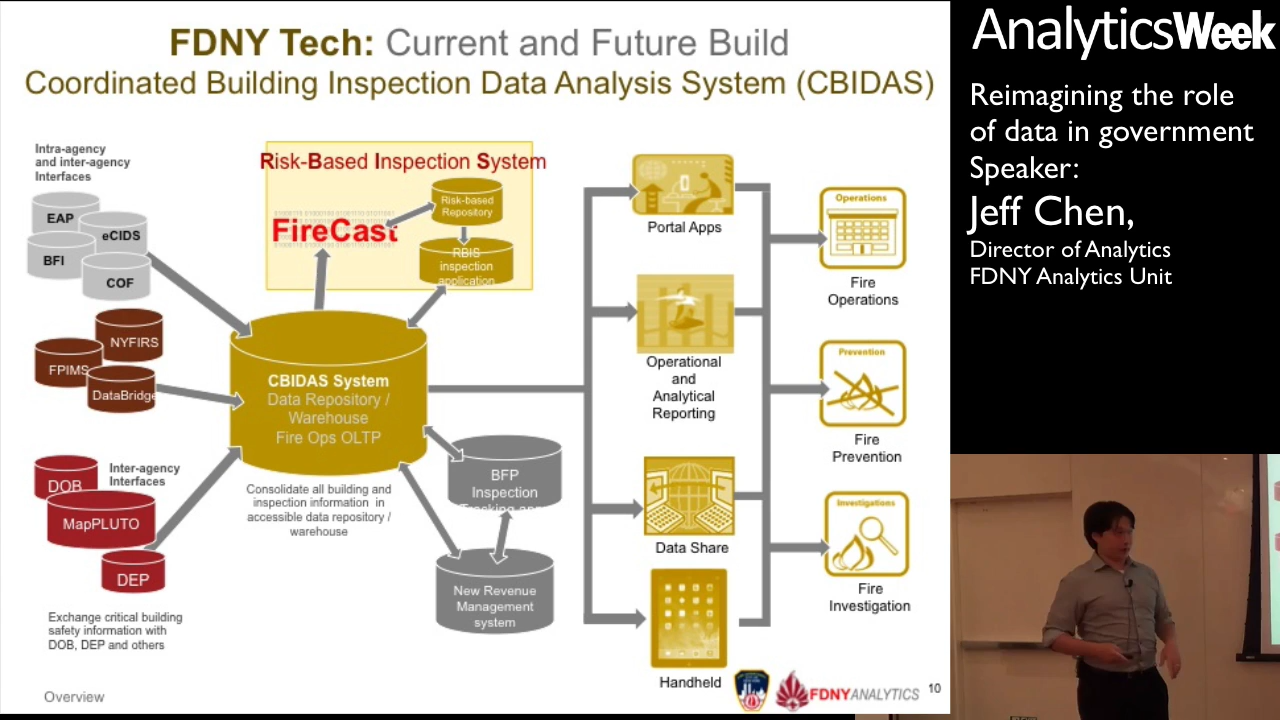 FDNY Tech: Current and Future Build
Coordinated Building Inspection Data Analysis System (CBIDAS)
Intra-agency
and inter-agency
Interfaces
EAP
eCIDS
BFI
COF
NYFIRS
FPIMS
DataBridge
DOB
Inter-agency
Interfaces
MapPLUTO
DEP
Exchange critical building
safety information with
DOB, DEP and others
Risk-Based Inspection System
FireCast
Risk-based
Repository
RBIS
inspection
application
CBIDAS System
Data Repository /
Warehouse
Fire Ops OLTP
Consolidate all building and
inspection information in
accessible data repository /
warehouse
BFP
Inspection
Tracking app
New Revenue
Management
system
Portal Apps
Operational
and
Analytical
Reporting
Data Share
Handheld
Operations
Fire
Operations
Prevention
Fire
Prevention
Investigations
Fire
Investigation
Overview
FDNYANALYTICS
10
AnalyticsWeek
Reimagining the role
of data in government
Speaker:
Jeff Chen,
Director of Analytics
FDNY Analytics Unit